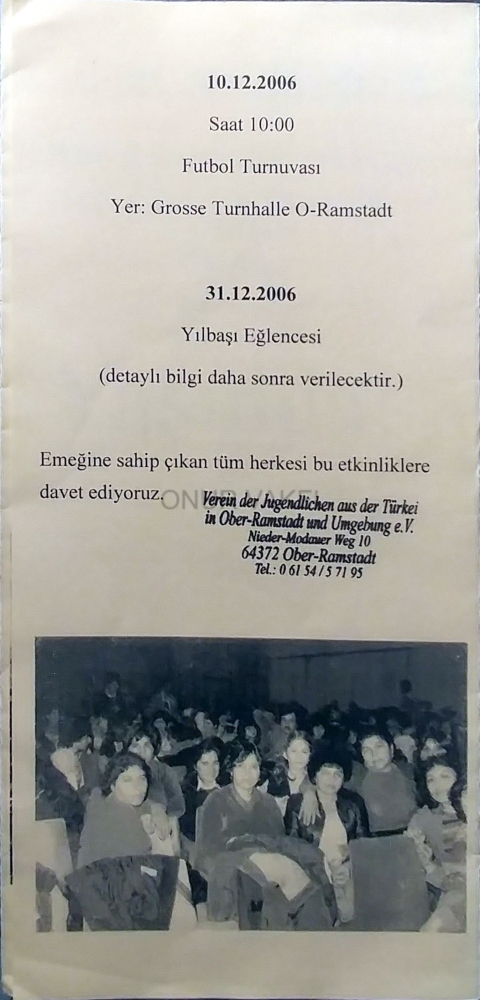 10.12.2006
Saat 10:00
Futbol Turnuvası
Yer: Grosse Turnhalle O-Ramstadt
31.12.2006
Yılbaşı Eğlencesi
(detaylı bilgi daha sonra verilecektir.)
Emeğine sahip çıkan tüm herkesi bu etkinliklere
davet ediyoruz.
Verein der Jugendlichen aus der Türkei
in Ober-Ramstadt und Umgebung e.V.
Nieder-Modauer Weg 10
64372 Ober-Ramstadt
Tel.: 0 61 54 / 5 71 95